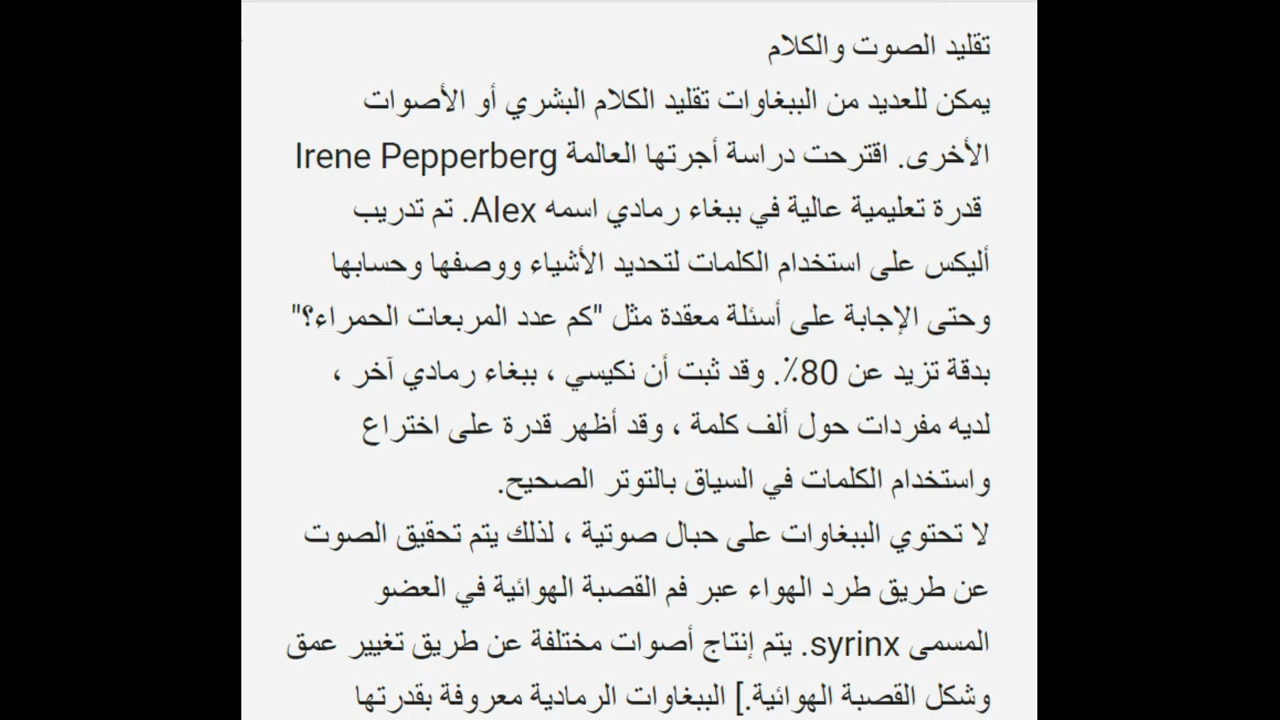 تقليد الصوت والكلام
يمكن للعديد من الببغاوات تقليد الكلام البشري أو الأصوات
الأخرى. اقترحت دراسة أجرتها العالمة Irene Pepperberg
قدرة تعليمية عالية في ببغاء رمادي اسمه Alex. تم تدريب
أليكس على استخدام الكلمات لتحديد الأشياء ووصفها وحسابها
وحتى الإجابة على أسئلة معقدة مثل "كم عدد المربعات الحمراء؟"
بدقة تزيد عن 80٪. وقد ثبت أن نكيسي ، ببغاء رمادي آخر ،
لديه مفردات حول ألف كلمة ، وقد أظهر قدرة على اختراع
واستخدام الكلمات في السياق بالتوتر الصحيح.
لا تحتوي الببغاوات على حبال صوتية ، لذلك يتم تحقيق الصوت
عن طريق طرد الهواء عبر فم القصبة الهوائية في العضو
المسمى syrinx. يتم إنتاج أصوات مختلفة عن طريق تغيير عمق
وشكل القصبة الهوائية.] الببغاوات الرمادية معروفة بقدرتها